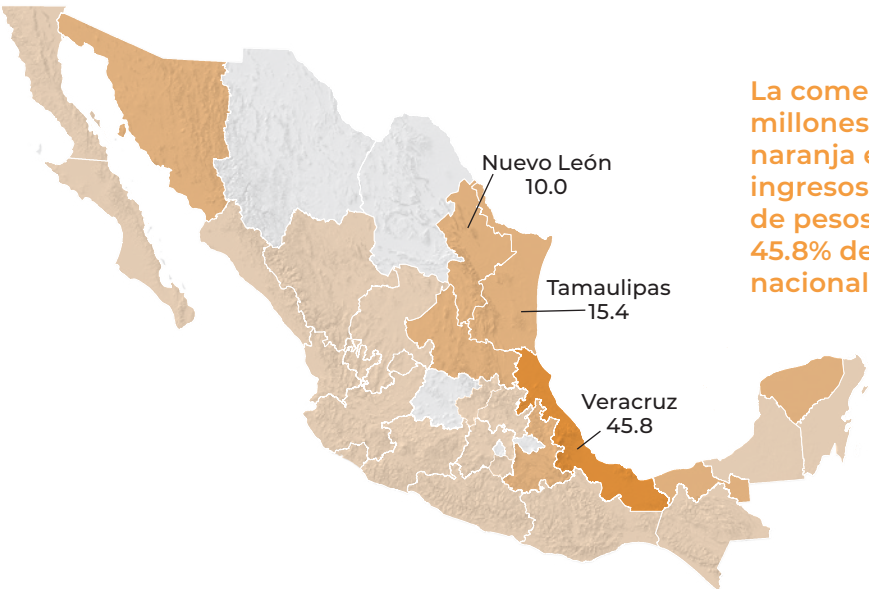 Nuevo León
10.0
Tamaulipas
15.4
Veracruz
45.8
La come
millones
naranja e
ingresos
de pesos
45.8% de
nacional